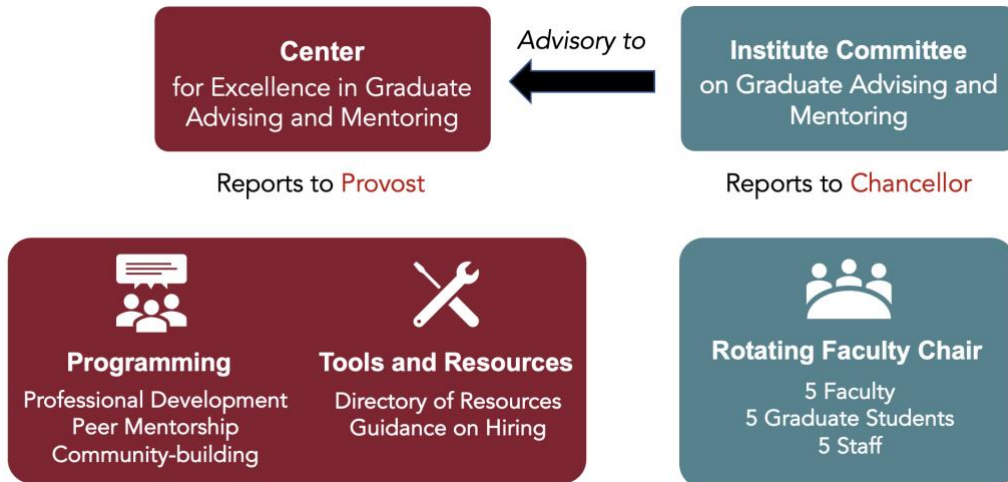 Center
for Excellence in Graduate
Advising and Mentoring
Advisory to
Institute Committee
on Graduate Advising and
Mentoring
Reports to Provost
Reports to Chancellor
Programming
Professional Development
Peer Mentorship
Community-building
Tools and Resources
Directory of Resources
Guidance on Hiring
Rotating Faculty Chair
5 Faculty
5 Graduate Students
5 Staff